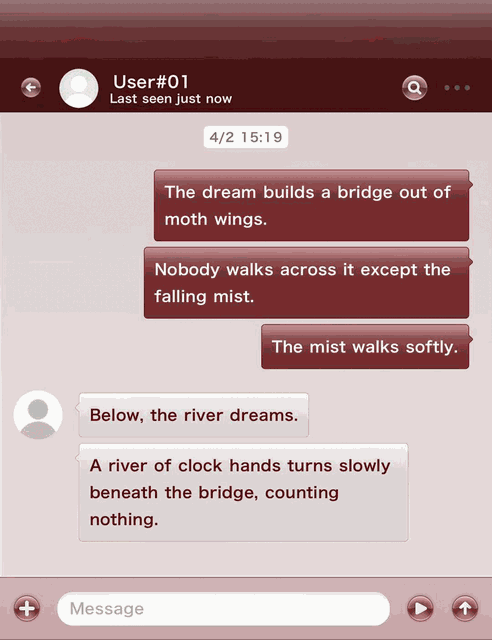 User#01
Last seen just now
4/2 15:19
The dream builds a bridge out of
moth wings.
Nobody walks across it except the
falling mist.
The mist walks softly.
Below, the river dreams.
A river of clock hands turns slowly
beneath the bridge, counting
nothing.
Message